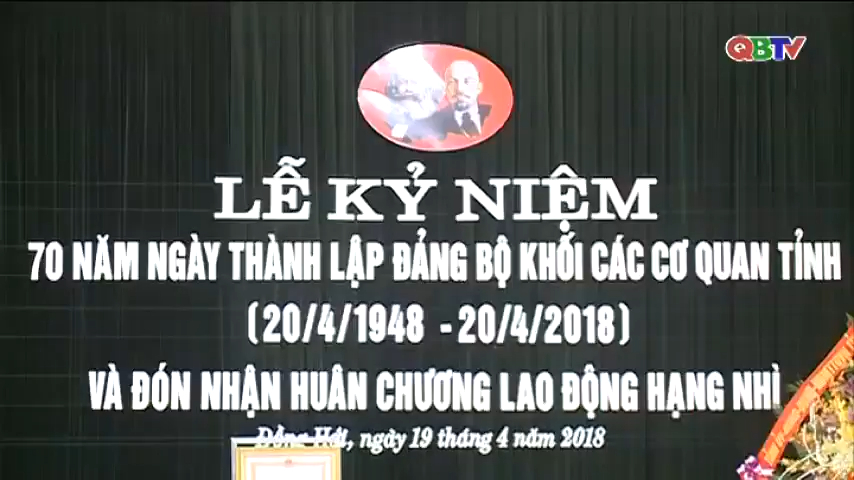 QBTV
LỄ KỶ NIỆM
70 NĂM NGÀY THÀNH LẬP ĐẢNG BỘ KHỐI CÁC CƠ QUAN TỈNH
(20/4/1948 - 20/4/2018)
VÀ ĐÓN NHẬN HUÂN CHƯƠNG LAO ĐỘNG HẠNG NHÌ
Đồng Hới, ngày 19 tháng 4 năm 2018